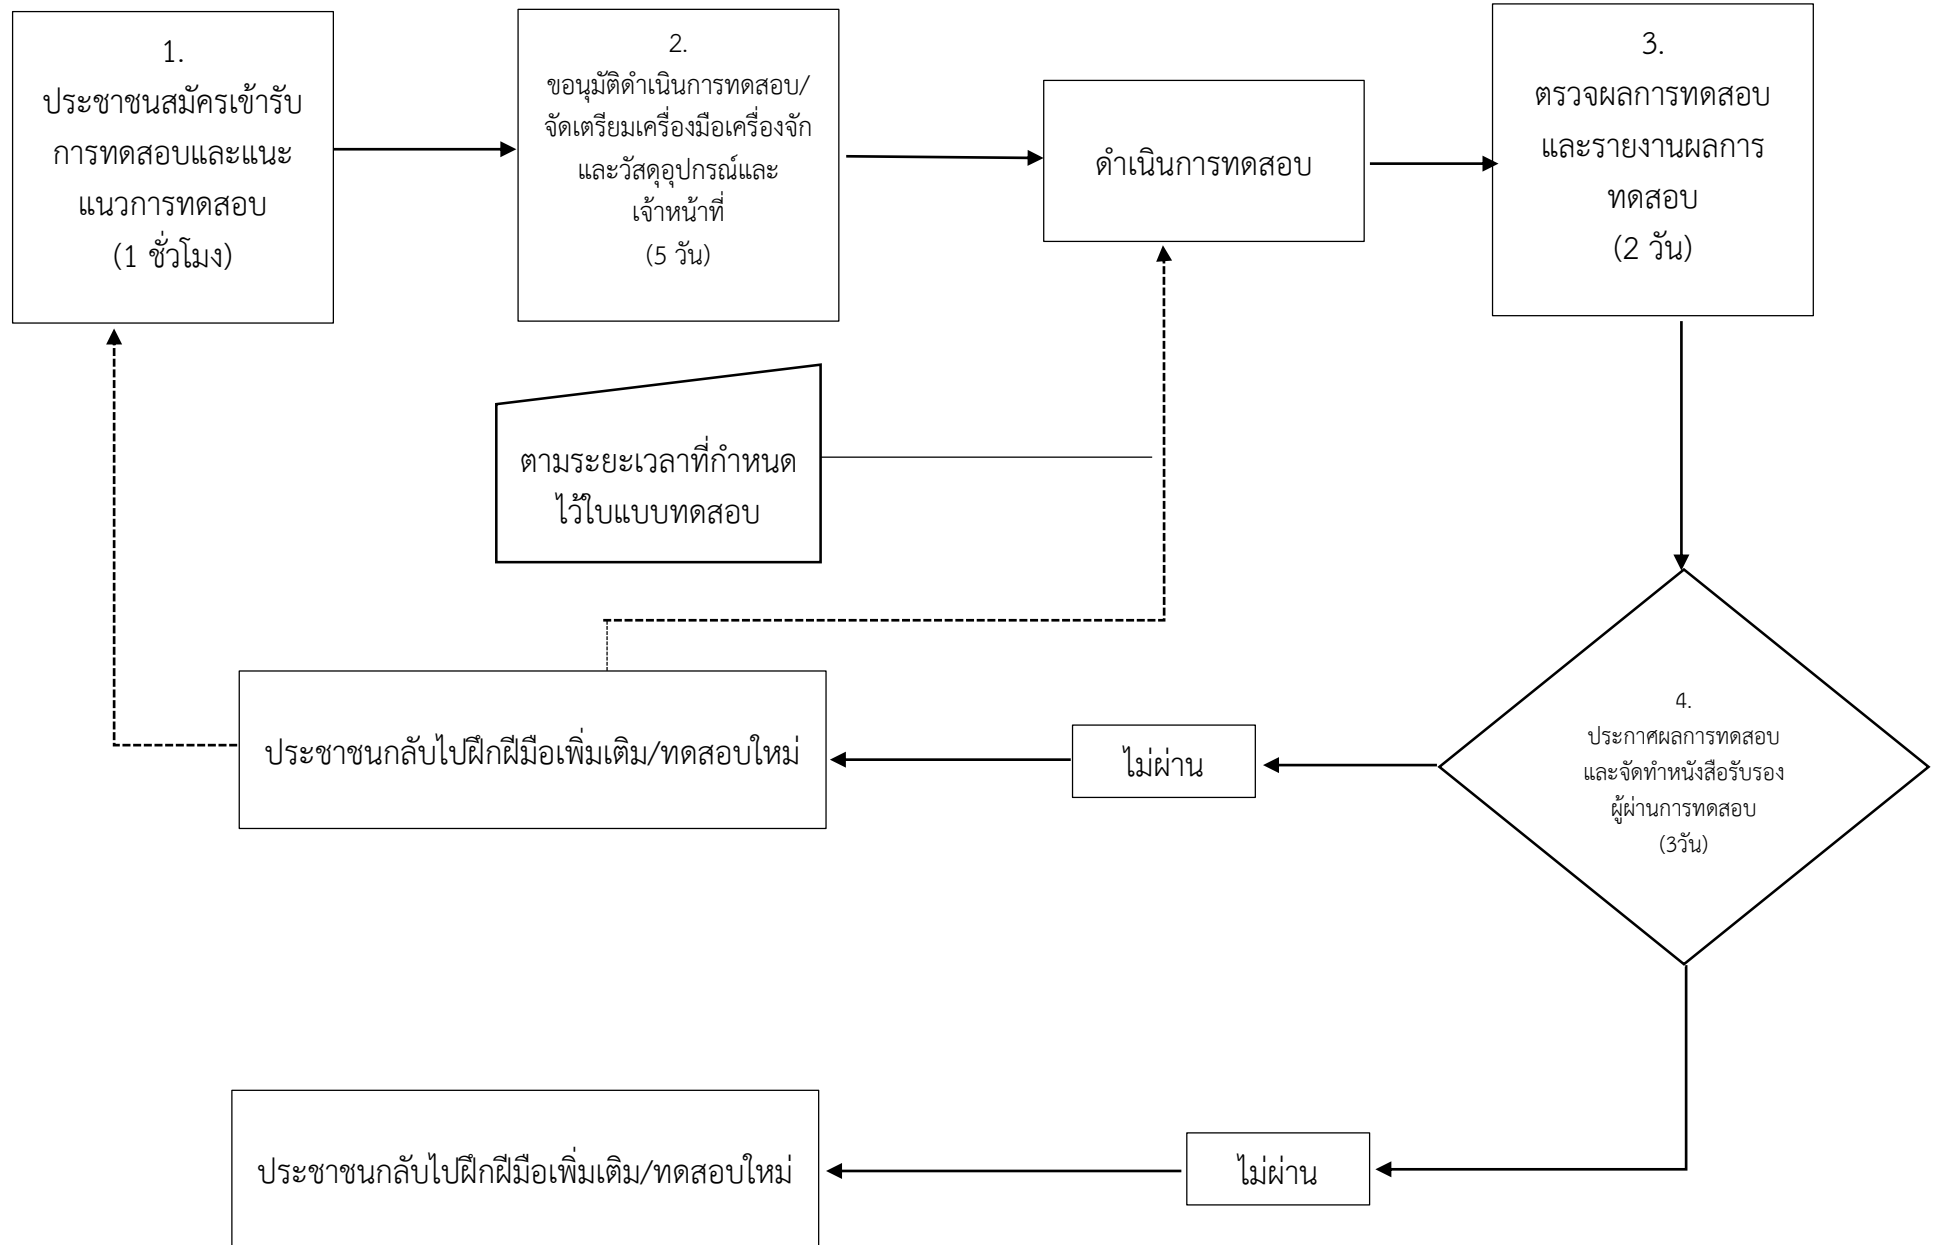 1.
ประชาชนสมัครเข้ารับ
การทดสอบและแนะ
แนวการทดสอบ
(1 ชั่วโมง)
2.
ขอนุมัติดำเนินการทดสอบ/
จัดเตรียมเครื่องมือเครื่องจัก
และวัสดุอุปกรณ์และ
เจ้าหน้าที่
(5 วัน)
ดำเนินการทดสอบ
3.
ตรวจผลการทดสอบ
และรายงานผลการ
ทดสอบ
(2 วัน)
ตามระยะเวลาที่กำหนด
ไว้ใบแบบทดสอบ
4.
ประกาศผลการทดสอบ
และจัดทำหนังสือรับรอง
ผู้ผ่านการทดสอบ
(3วัน)
ไม่ผ่าน
ประชาชนกลับไปฝึกฝีมือเพิ่มเติม/ทดสอบใหม่
ไม่ผ่าน
ประชาชนกลับไปฝึกฝีมือเพิ่มเติม/ทดสอบใหม่